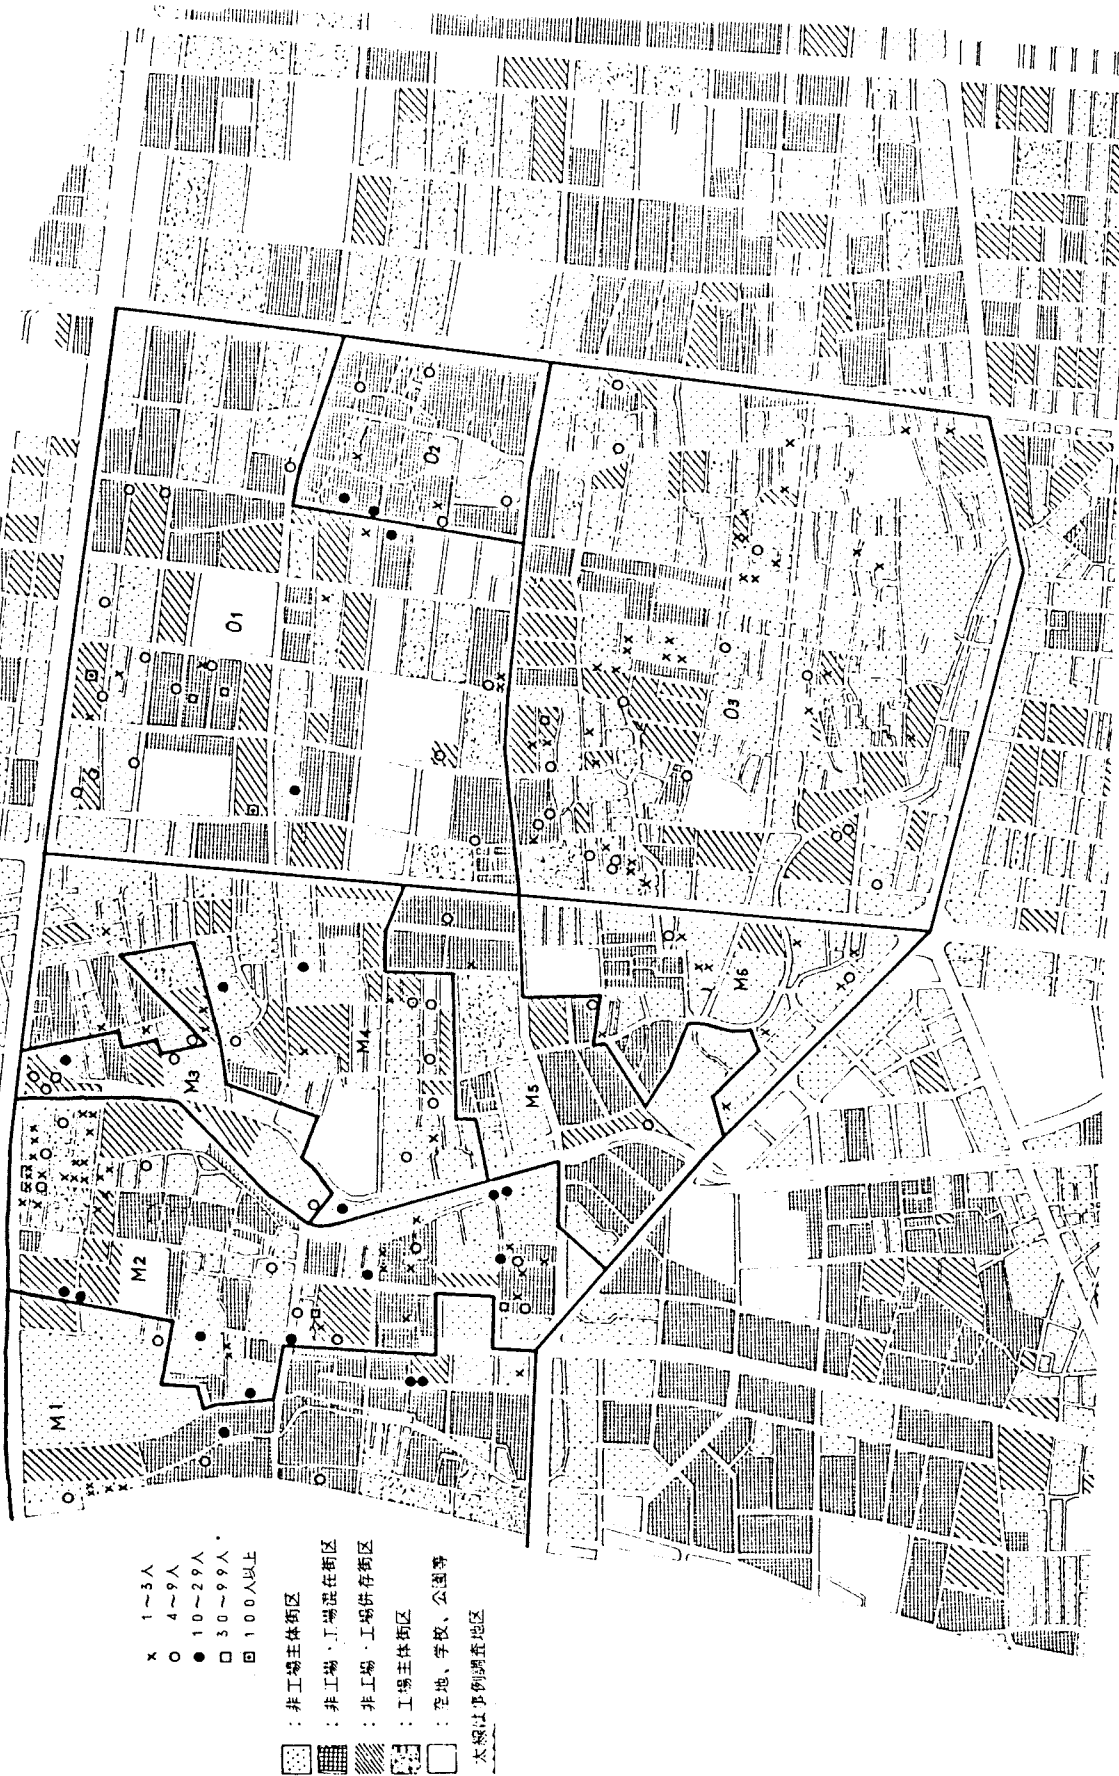 × 1~3人
○ 4~9人
● 10~29人
□ 30~99人
回 100人以上
：非工場主体街区
：非工場・工場混在街区
：非工場・工場併存街区
：工場主体街区
：空地、学校、公園等
太線は事例調査地区
M1
M2
M3
M4
M5
M6
O1
O2
O3